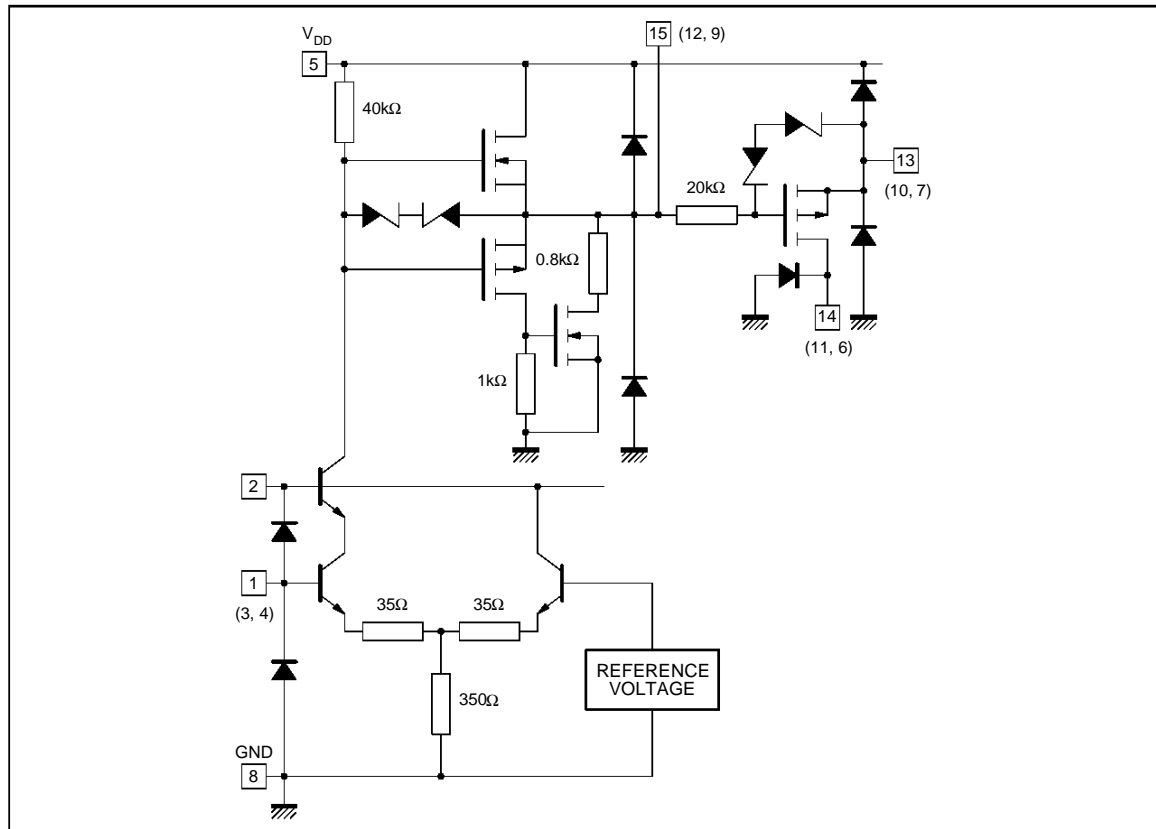 V_DD
5
15 (12, 9)
40kΩ
20kΩ
13
(10, 7)
0.8kΩ
14
(11, 6)
1kΩ
2
1
(3, 4)
35Ω
35Ω
REFERENCE
VOLTAGE
350Ω
GND
8